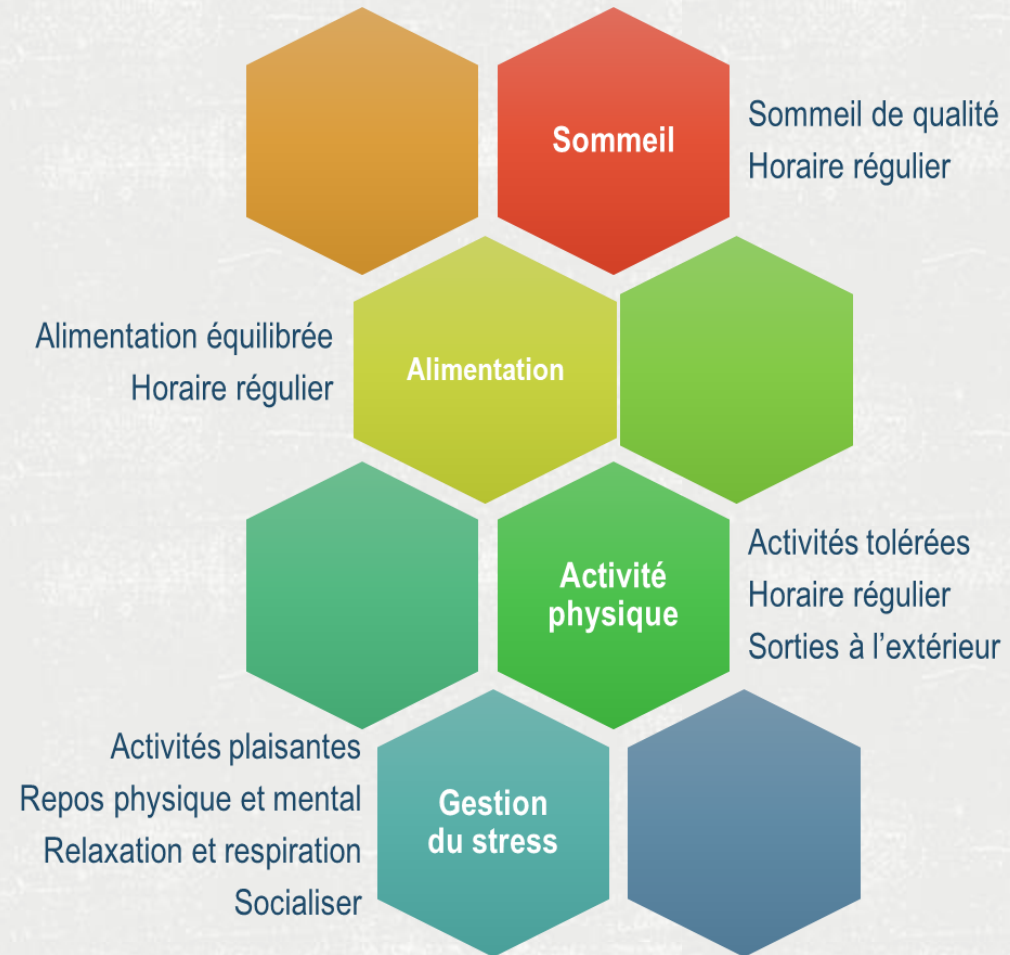 Sommeil
Sommeil de qualité
Horaire régulier
Alimentation équilibrée
Horaire régulier
Alimentation
Activité
physique
Activités tolérées
Horaire régulier
Sorties à l’extérieur
Activités plaisantes
Repos physique et mental
Relaxation et respiration
Socialiser
Gestion
du stress